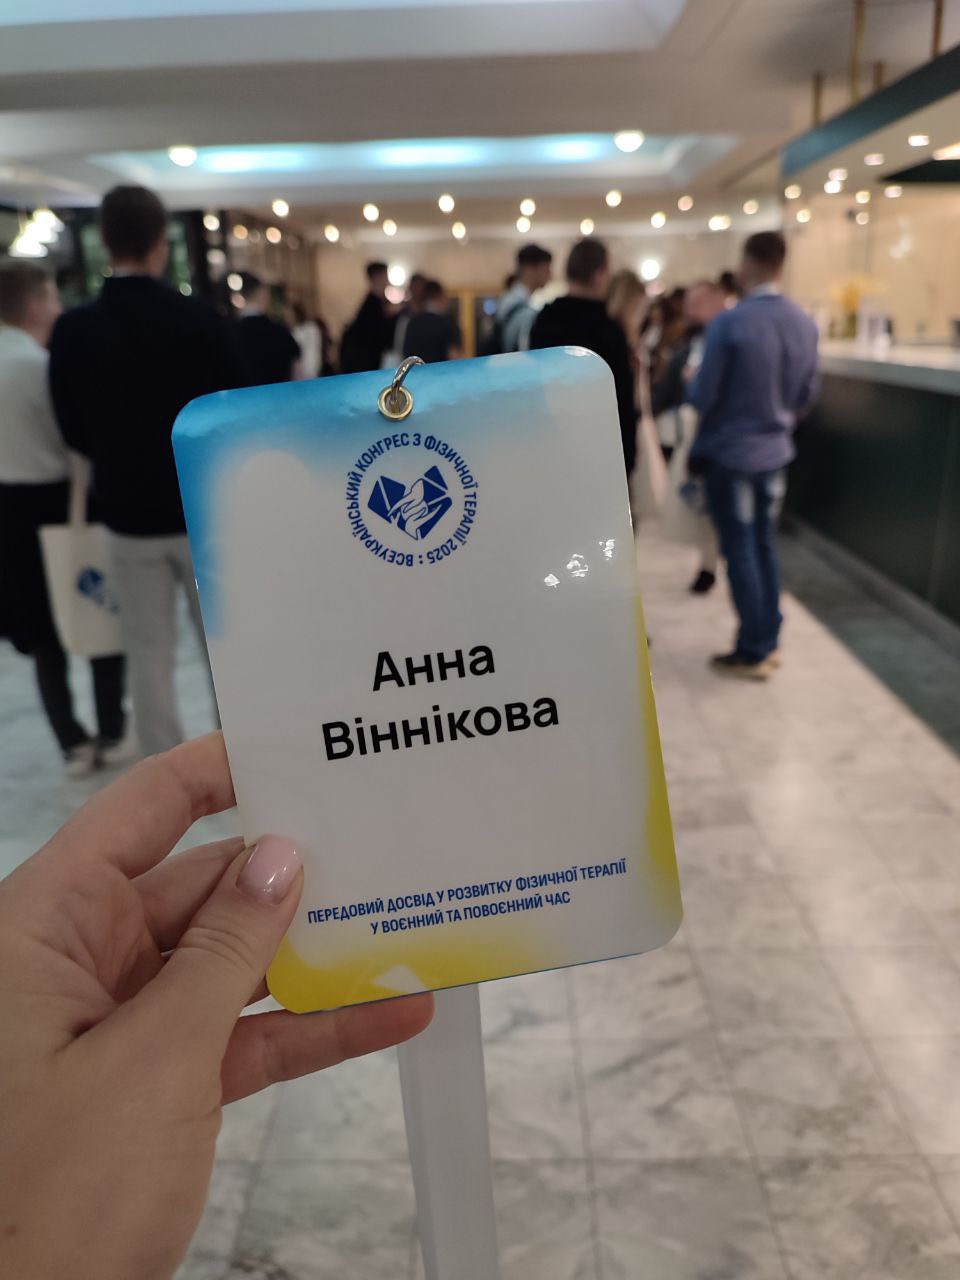 ВСЕУКРАЇНСЬКИЙ КОНГРЕС З ФІЗИЧНОЇ ТЕРАПІЇ 2025 :
Анна
Віннікова
ПЕРЕДОВИЙ ДОСВІД У РОЗВИТКУ ФІЗИЧНОЇ ТЕРАПІЇ
У ВОЄННИЙ ТА ПОВОЄННИЙ ЧАС